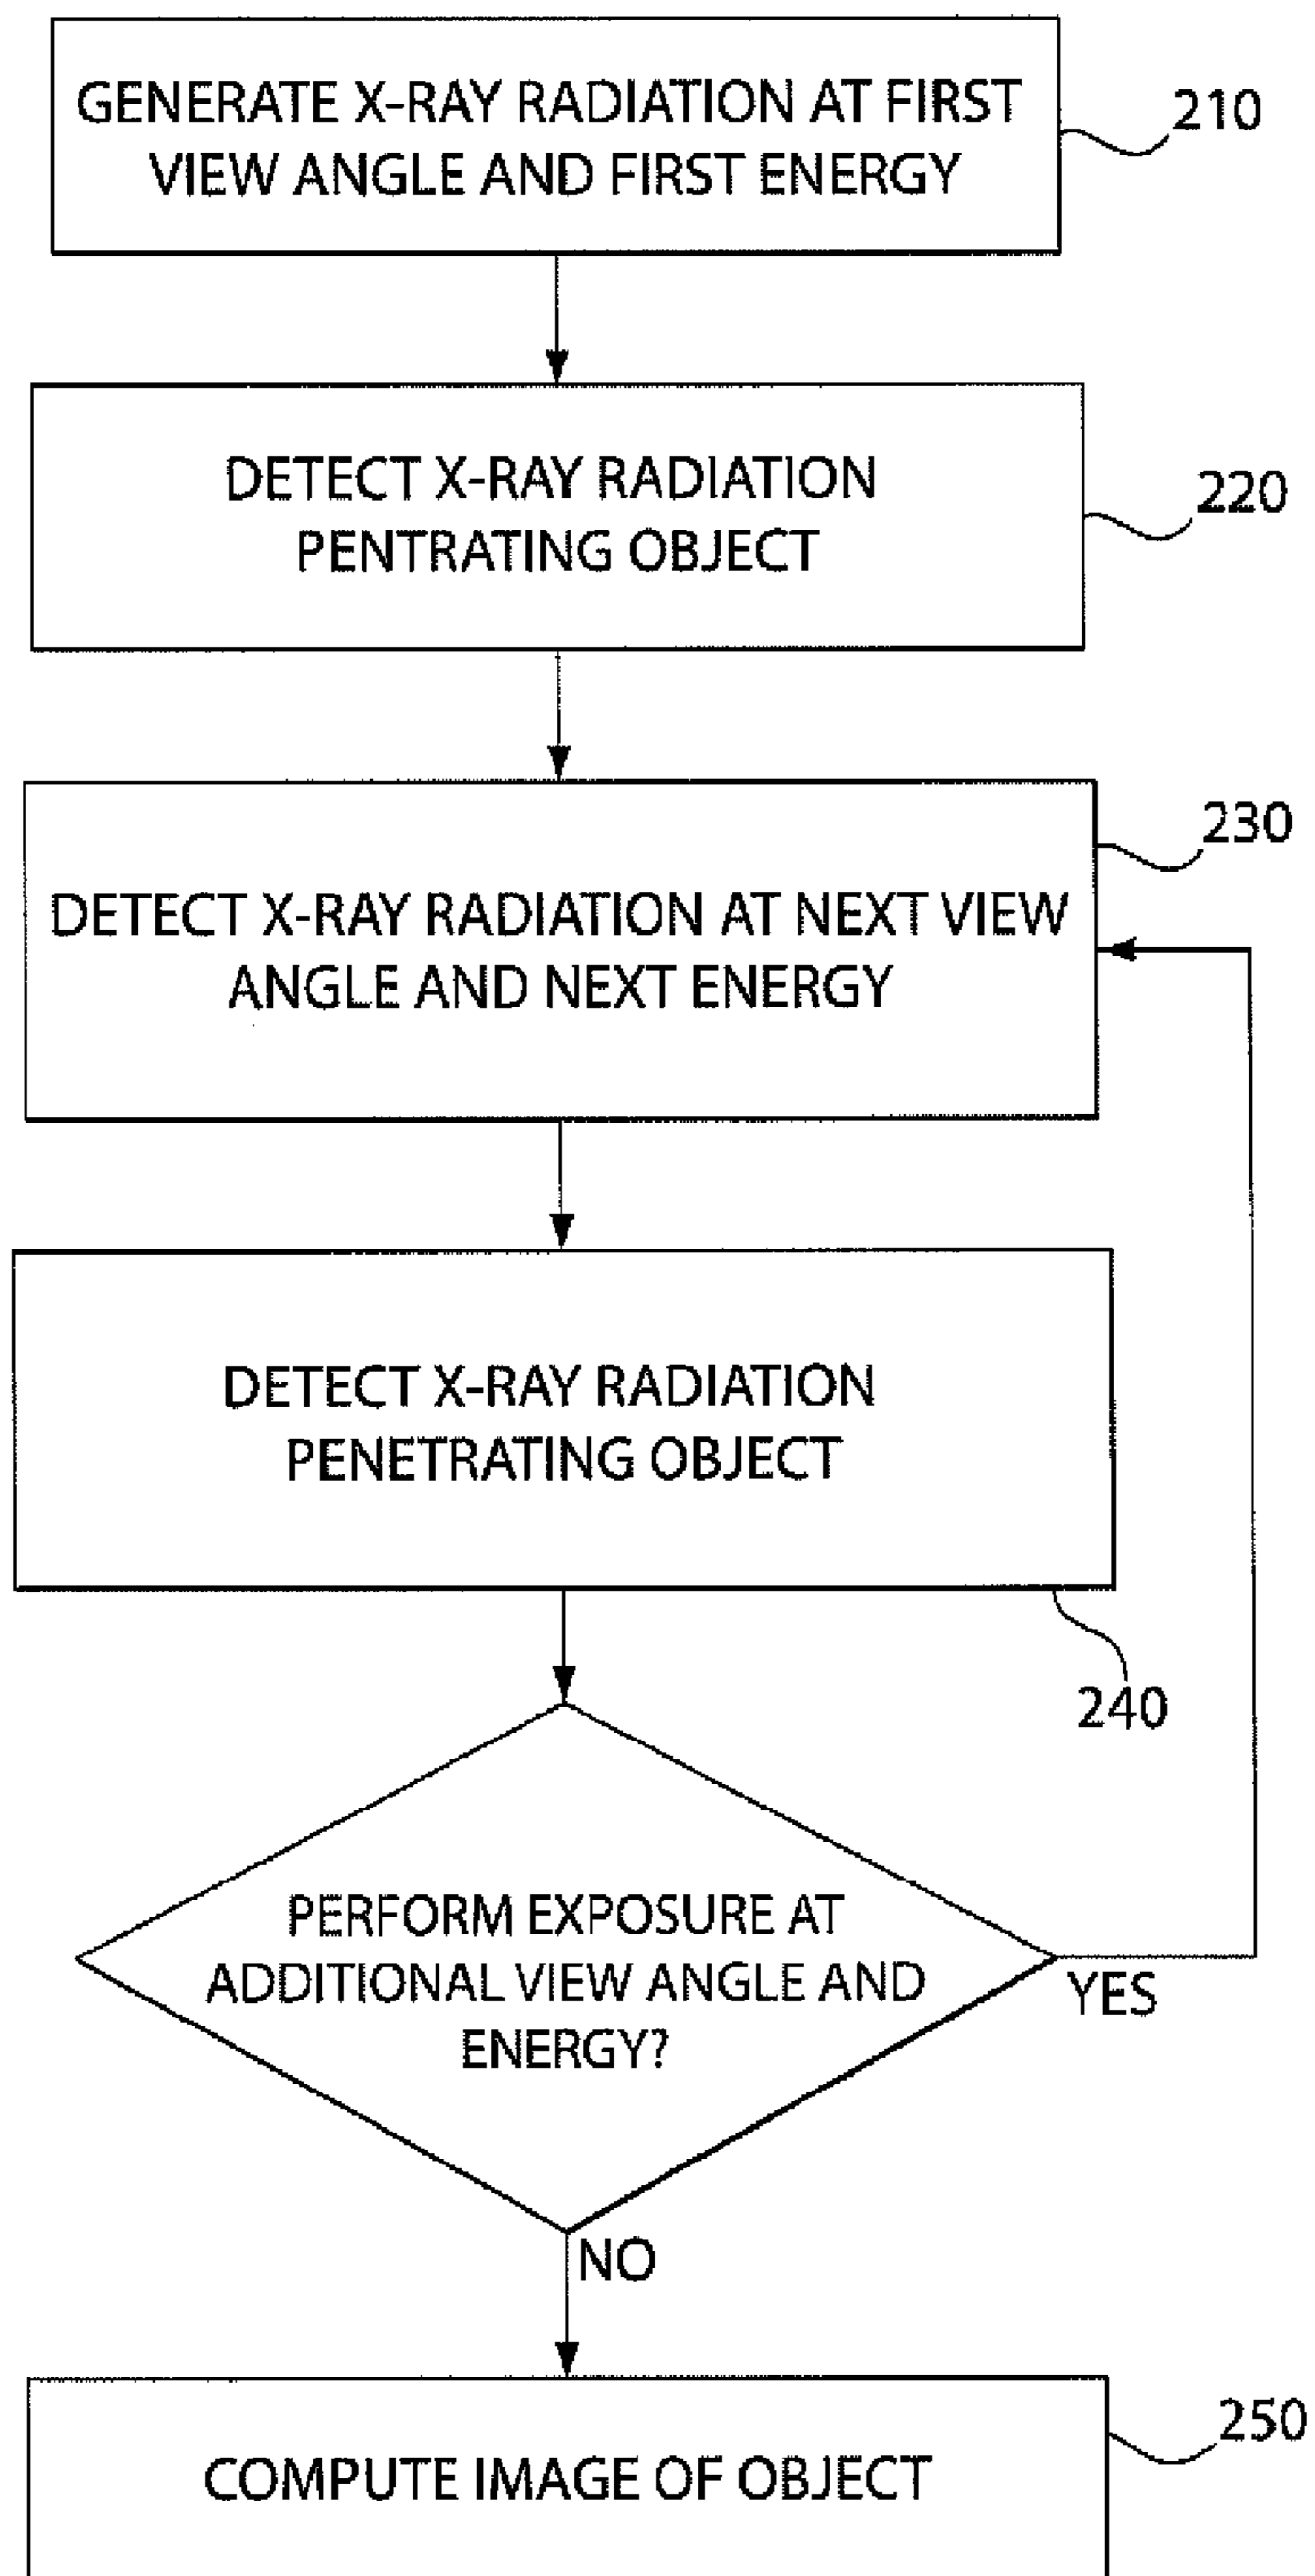 GENERATE X-RAY RADIATION AT FIRST
VIEW ANGLE AND FIRST ENERGY
210
DETECT X-RAY RADIATION
PENTRATING OBJECT
220
230
DETECT X-RAY RADIATION AT NEXT VIEW
ANGLE AND NEXT ENERGY
DETECT X-RAY RADIATION
PENETRATING OBJECT
240
PERFORM EXPOSURE AT
ADDITIONAL VIEW ANGLE AND
ENERGY?
YES
NO
250
COMPUTE IMAGE OF OBJECT